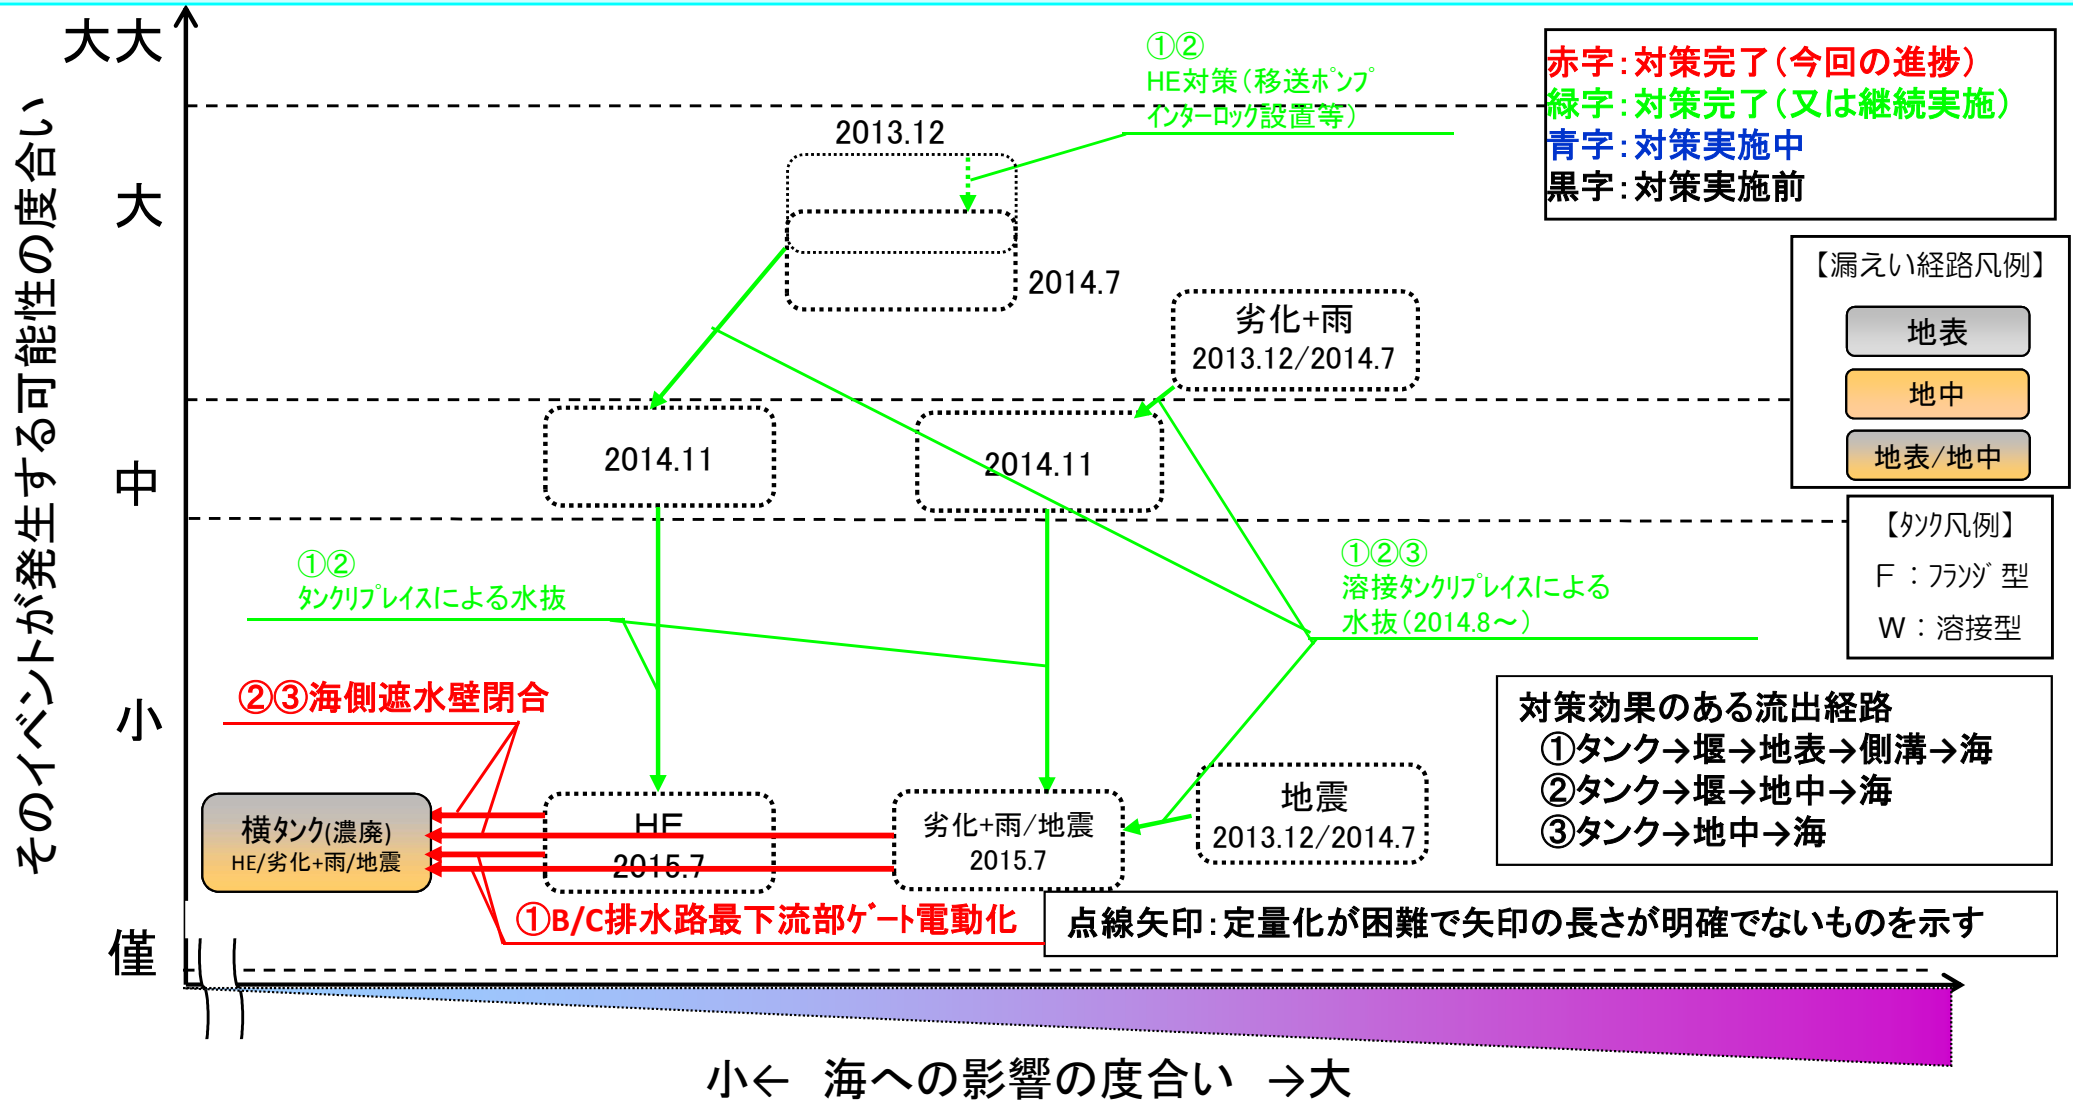 そのイベントが発生する可能性の度合い
大大
大
中
小
僅
①②
HE対策(移送ポンプ
インターロック設置等)
赤字:対策完了(今回の進捗)
緑字:対策完了(又は継続実施)
青字:対策実施中
黒字:対策実施前
2013.12
2014.7
【漏えい経路凡例】
地表
地中
地表/地中
劣化+雨
2013.12/2014.7
2014.11
2014.11
【タンク凡例】
F:フランジ型
W:溶接型
①②
タンクリプレイスによる水抜
①②③
溶接タンクリプレイスによる
水抜(2014.8~)
②③海側遮水壁閉合
対策効果のある流出経路
①タンク→堰→地表→側溝→海
②タンク→堰→地中→海
③タンク→地中→海
横タンク(濃廃)
HE/劣化+雨/地震
HE
2015.7
劣化+雨/地震
2015.7
地震
2013.12/2014.7
①B/C排水路最下流部ゲート電動化
点線矢印:定量化が困難で矢印の長さが明確でないものを示す
小← 海への影響の度合い →大